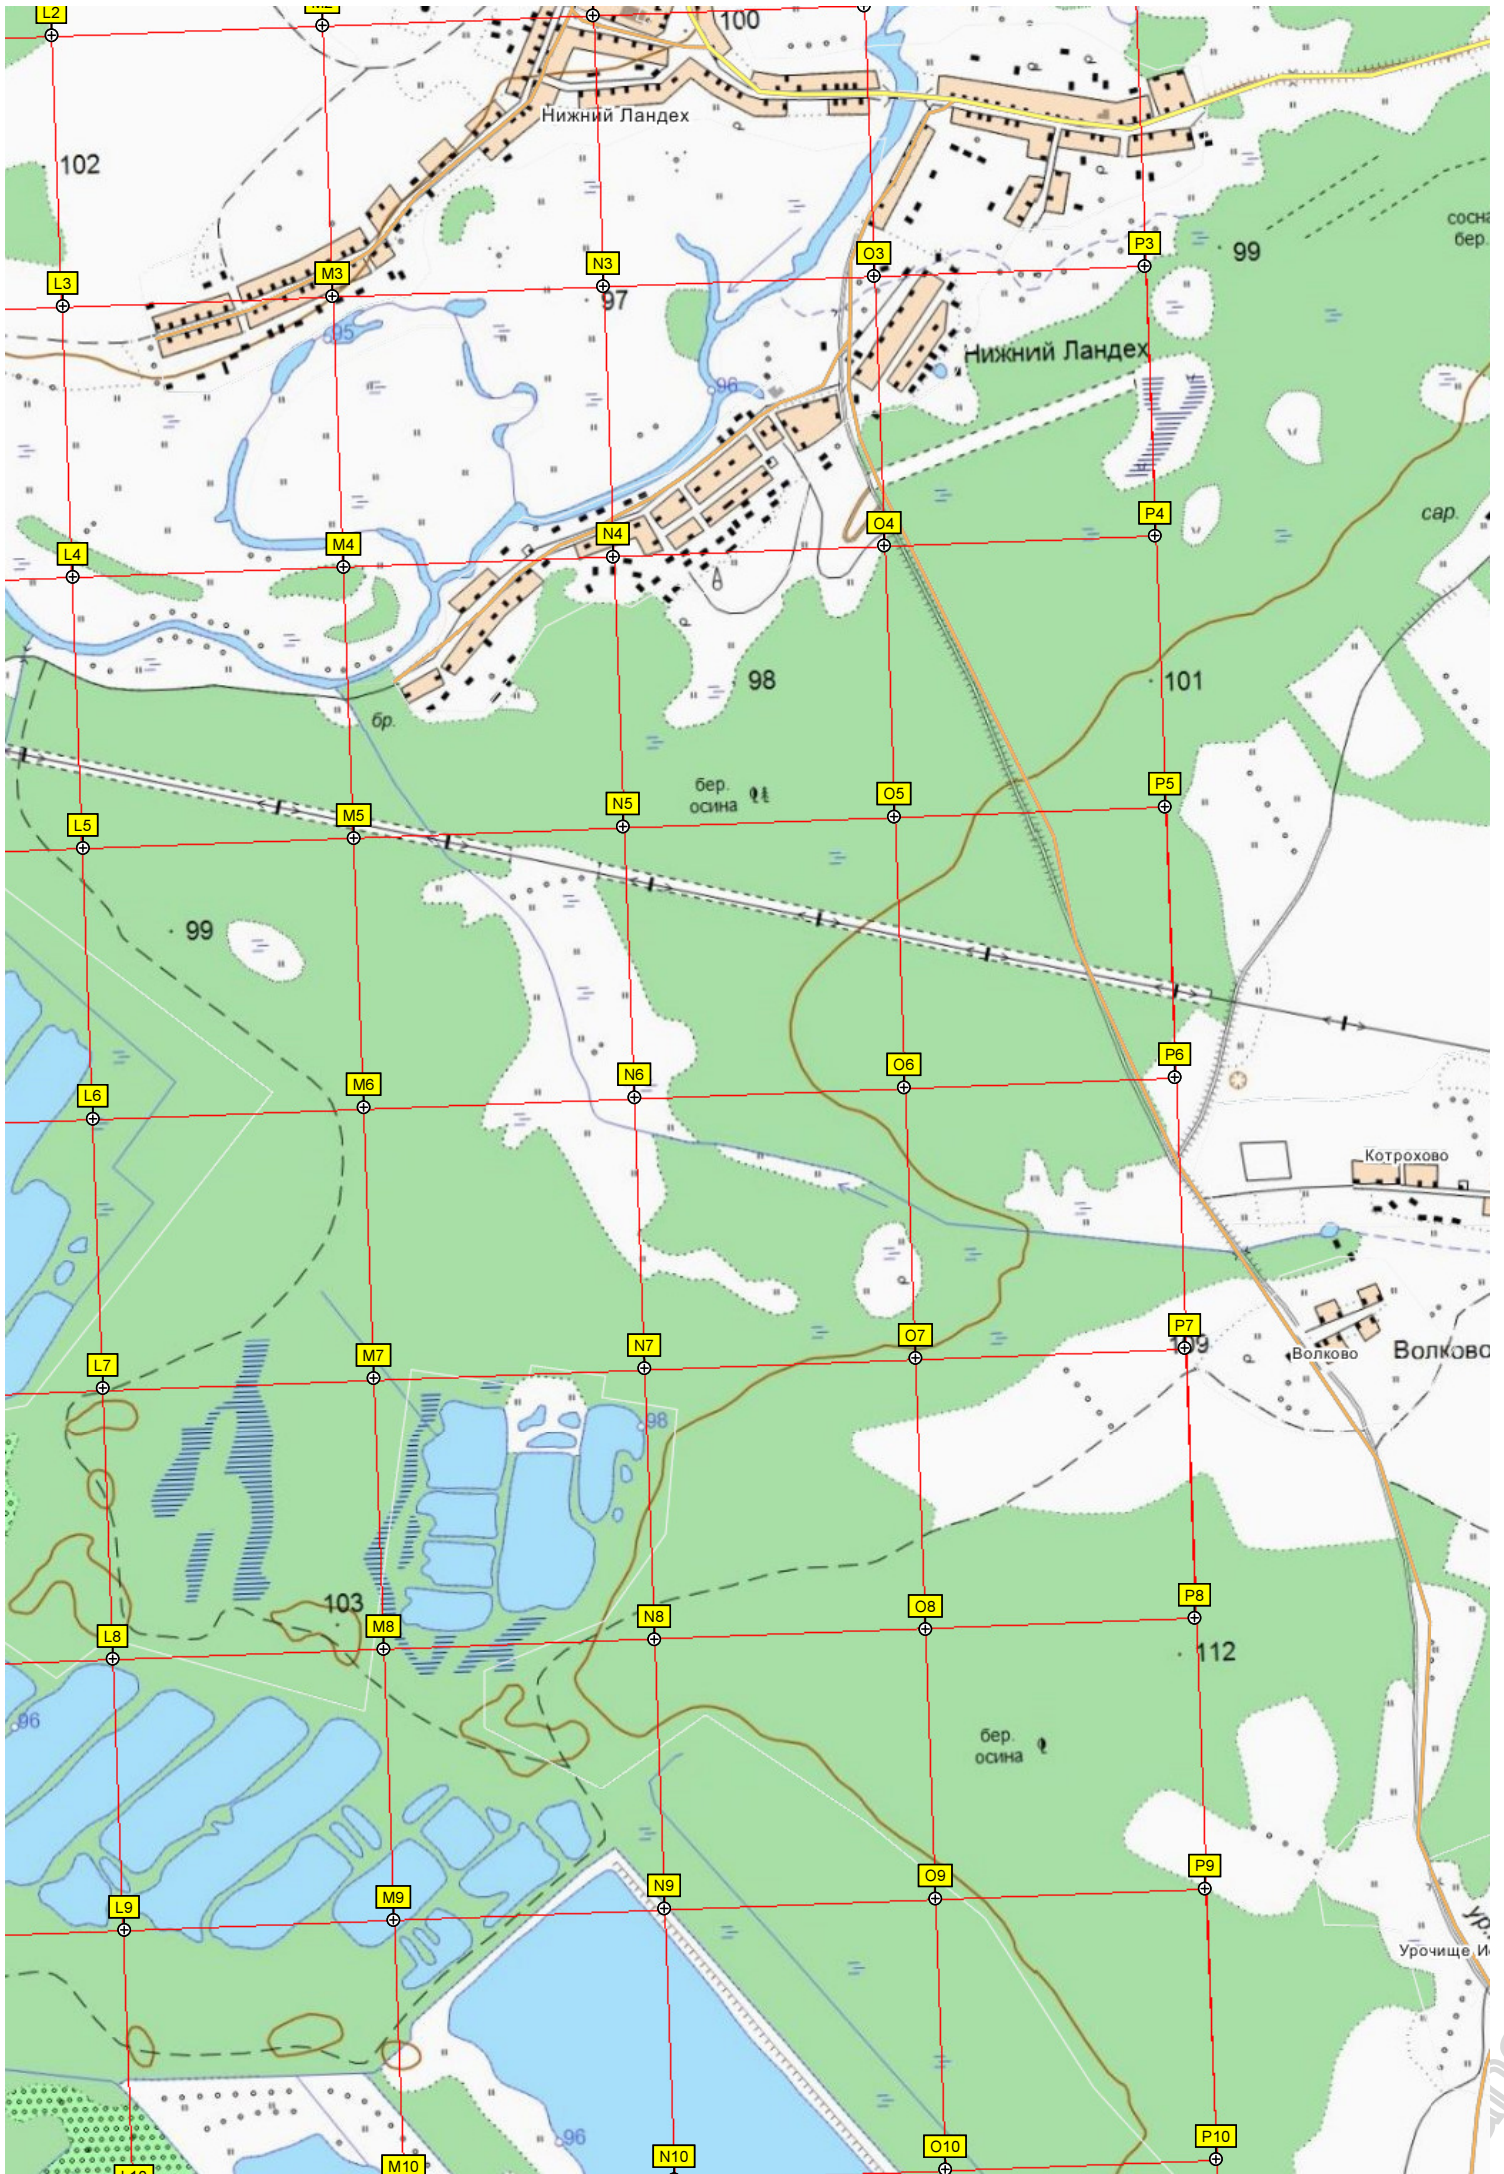 L2
100
Нижний Ландех
102
99
сосна
бер.
L3
M3
N3
O3
P3
95
97
Нижний Ландех
96
сар.
L4
M4
N4
O4
P4
98
101
бр.
бер.
осина
L5
M5
N5
O5
P5
99
L6
M6
N6
O6
P6
Котрохово
L7
M7
N7
O7
P7
109
Волково
Волково
98
103
L8
M8
N8
O8
P8
112
96
бер.
осина
L9
M9
N9
O9
P9
ур.
Урочище
96
M10
N10
O10
P10